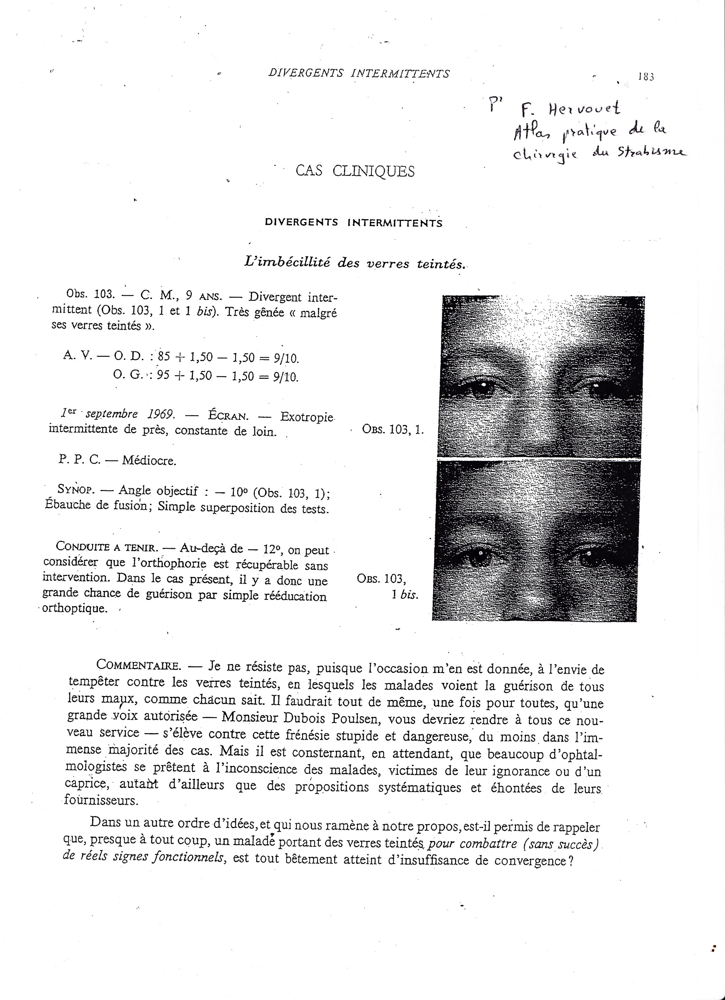 DIVERGENTS INTERMITTENTS
183
Pr F. Hervouet
Atlas pratique de la
chirurgie du Strabisme
CAS CLINIQUES
DIVERGENTS INTERMITTENTS
L'imbécillité des verres teintés.
Obs. 103. — C. M., 9 ANS. — Divergent inter-
mittent (Obs. 103, 1 et 1 bis). Très gênée « malgré
ses verres teintés ».
A. V. — O. D. : 85 + 1,50 — 1,50 = 9/10.
O. G. : 95 + 1,50 — 1,50 = 9/10.
1er septembre 1969. — ÉCRAN. — Exotropie
intermittente de près, constante de loin.
P. P. C. — Médiocre.
SYNOP. — Angle objectif : — 10º (Obs. 103, 1);
Ébauche de fusion; Simple superposition des tests.
CONDUITE A TENIR. — Au-deçà de — 12º, on peut
considérer que l'orthophorie est récupérable sans
intervention. Dans le cas présent, il y a donc une
grande chance de guérison par simple rééducation
orthoptique.
OBS. 103, 1.
OBS. 103,
1 bis.
COMMENTAIRE. — Je ne résiste pas, puisque l'occasion m'en est donnée, à l'envie de
tempêter contre les verres teintés, en lesquels les malades voient la guérison de tous
leurs maux, comme chacun sait. Il faudrait tout de même, une fois pour toutes, qu'une
grande voix autorisée — Monsieur Dubois Poulsen, vous devriez rendre à tous ce nou-
veau service — s'élève contre cette frénésie stupide et dangereuse, du moins dans l'im-
mense majorité des cas. Mais il est consternant, en attendant, que beaucoup d'ophtal-
mologistes se prêtent à l'inconscience des malades, victimes de leur ignorance ou d'un
caprice, autant d'ailleurs que des propositions systématiques et éhontées de leurs
fournisseurs.
Dans un autre ordre d'idées, et qui nous ramène à notre propos, est-il permis de rappeler
que, presque à tout coup, un malade portant des verres teintés pour combattre (sans succès)
de réels signes fonctionnels, est tout bêtement atteint d'insuffisance de convergence?